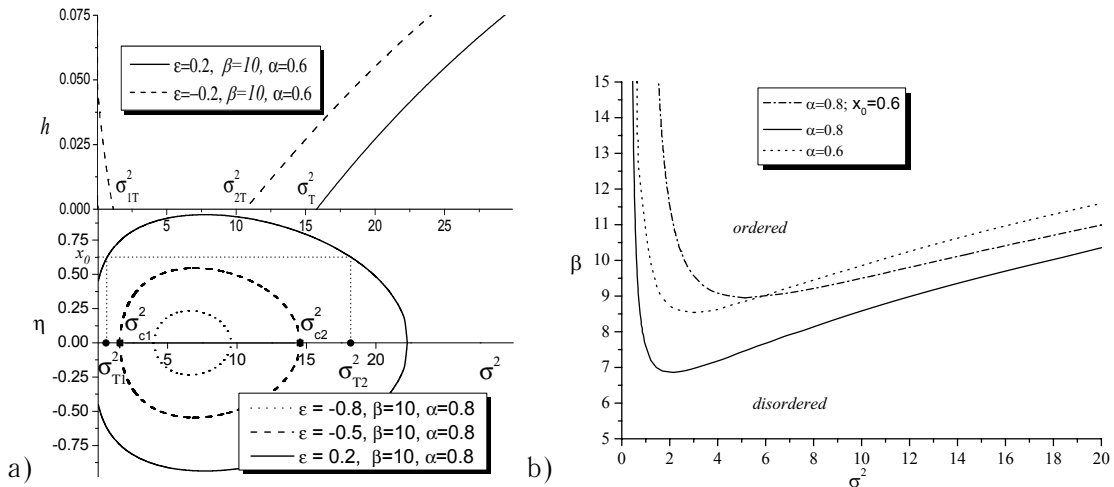 0.075
0.050
0.025
0.000
h
ε=0.2, β=10, α=0.6
ε=−0.2, β=10, α=0.6
σ²1T
σ²2T
σ²T
5 10 15 20 25
0.75
x₀
0.50
0.25
0.00
-0.25
-0.50
-0.75
η
σ²c1
σ²c2
5 10 15 20
σ²T1
σ²T2
σ²
ε = -0.8, β=10, α=0.8
ε = -0.5, β=10, α=0.8
ε = 0.2, β=10, α=0.8
a)
15
14
13
12
11
10
9
8
7
6
5
β
α=0.8; x₀=0.6
α=0.8
α=0.6
ordered
disordered
0 2 4 6 8 10 12 14 16 18 20
σ²
b)